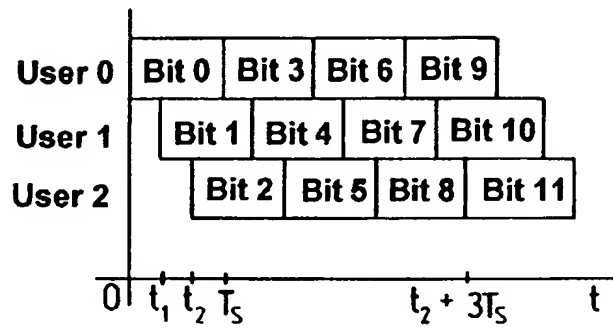 User 0 Bit 0 Bit 3 Bit 6 Bit 9
User 1 Bit 1 Bit 4 Bit 7 Bit 10
User 2 Bit 2 Bit 5 Bit 8 Bit 11
0 t₁ t₂ Tₛ t₂ + 3Tₛ t